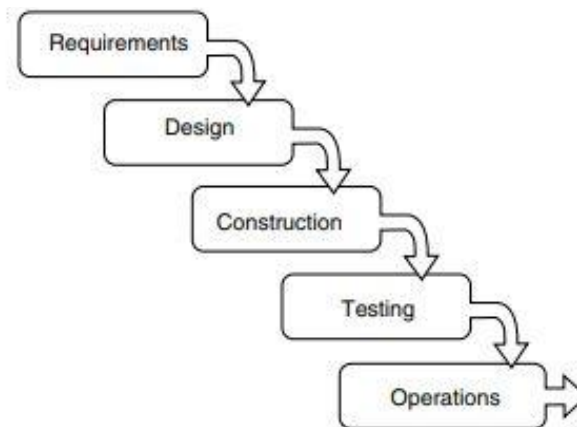 Requirements
Design
Construction
Testing
Operations